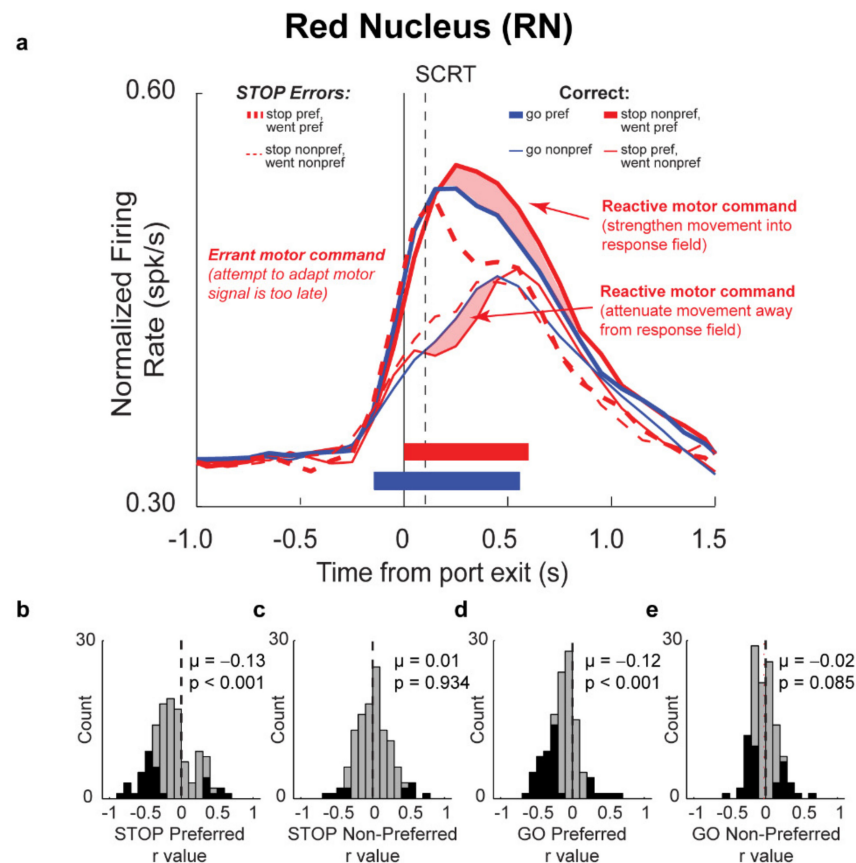 Red Nucleus (RN)
a
SCRT
0.60
STOP Errors:
stop pref,
went pref
stop nonpref,
went nonpref
Correct:
go pref
stop nonpref,
went pref
go nonpref
stop pref,
went nonpref
Normalized Firing
Rate (spk/s)
Errant motor command
(attempt to adapt motor
signal is too late)
Reactive motor command
(strengthen movement into
response field)
Reactive motor command
(attenuate movement away
from response field)
0.30
-1.0 -0.5 0 0.5 1.0 1.5
Time from port exit (s)
b
30
μ = −0.13
p < 0.001
Count
0
-1 -0.5 0 0.5 1
STOP Preferred
r value
c
30
μ = 0.01
p = 0.934
Count
0
-1 -0.5 0 0.5 1
STOP Non-Preferred
r value
d
30
μ = −0.12
p < 0.001
Count
0
-1 -0.5 0 0.5 1
GO Preferred
r value
e
30
μ = −0.02
p = 0.085
Count
0
-1 -0.5 0 0.5 1
GO Non-Preferred
r value